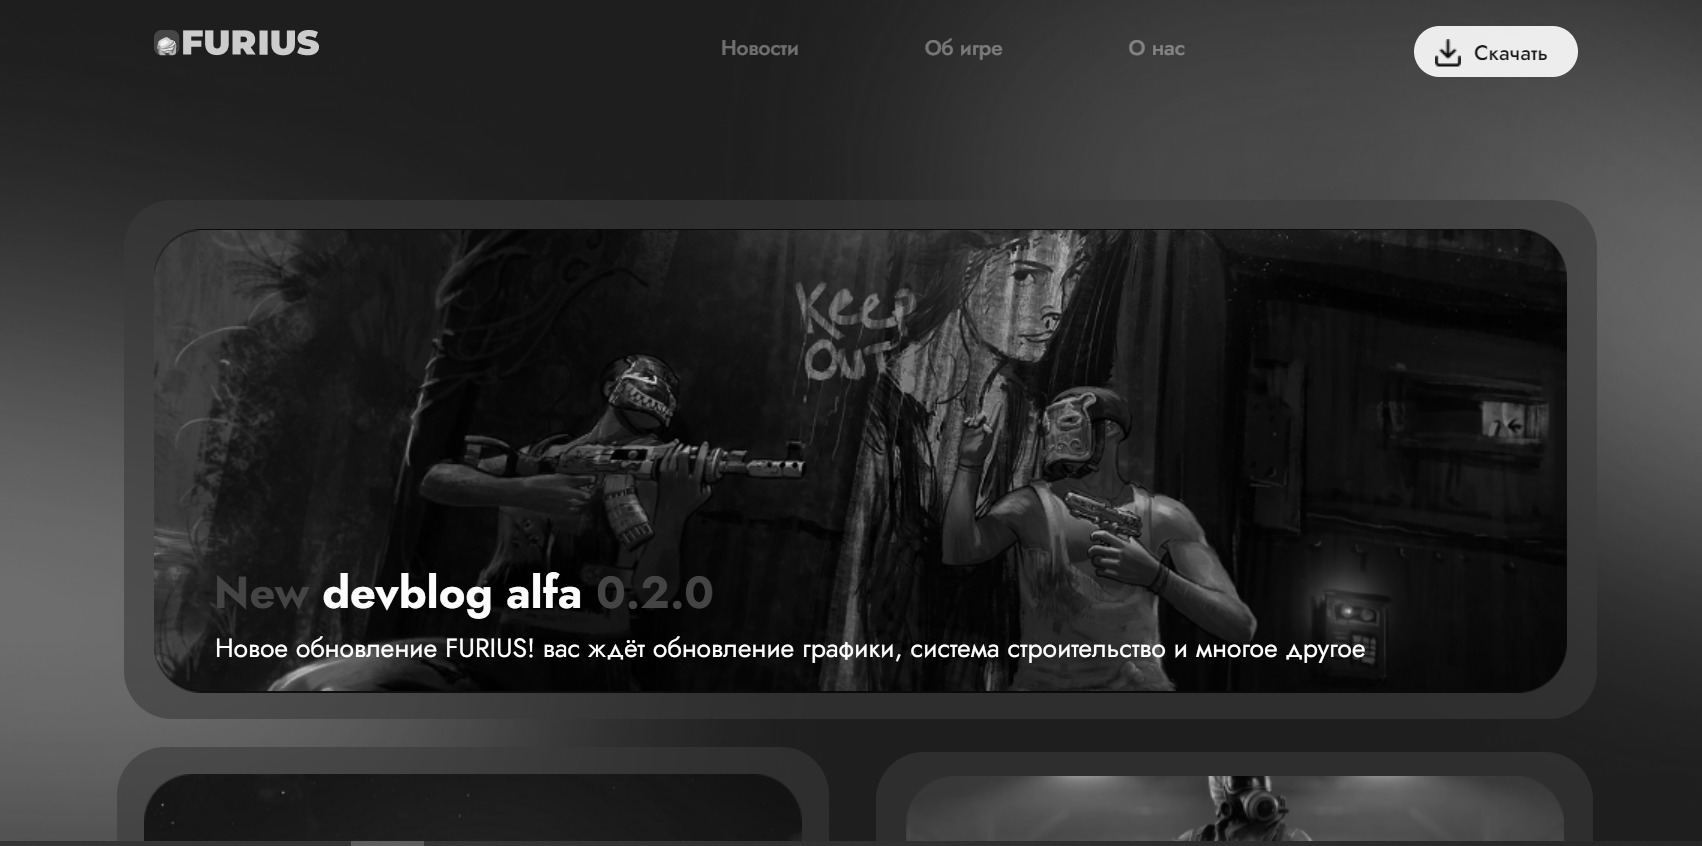 FURIUS
Новости
Об игре
О нас
Скачать
Keep
OUT
New devblog alfa 0.2.0
Новое обновление FURIUS! вас ждёт обновление графики, система строительство и многое другое